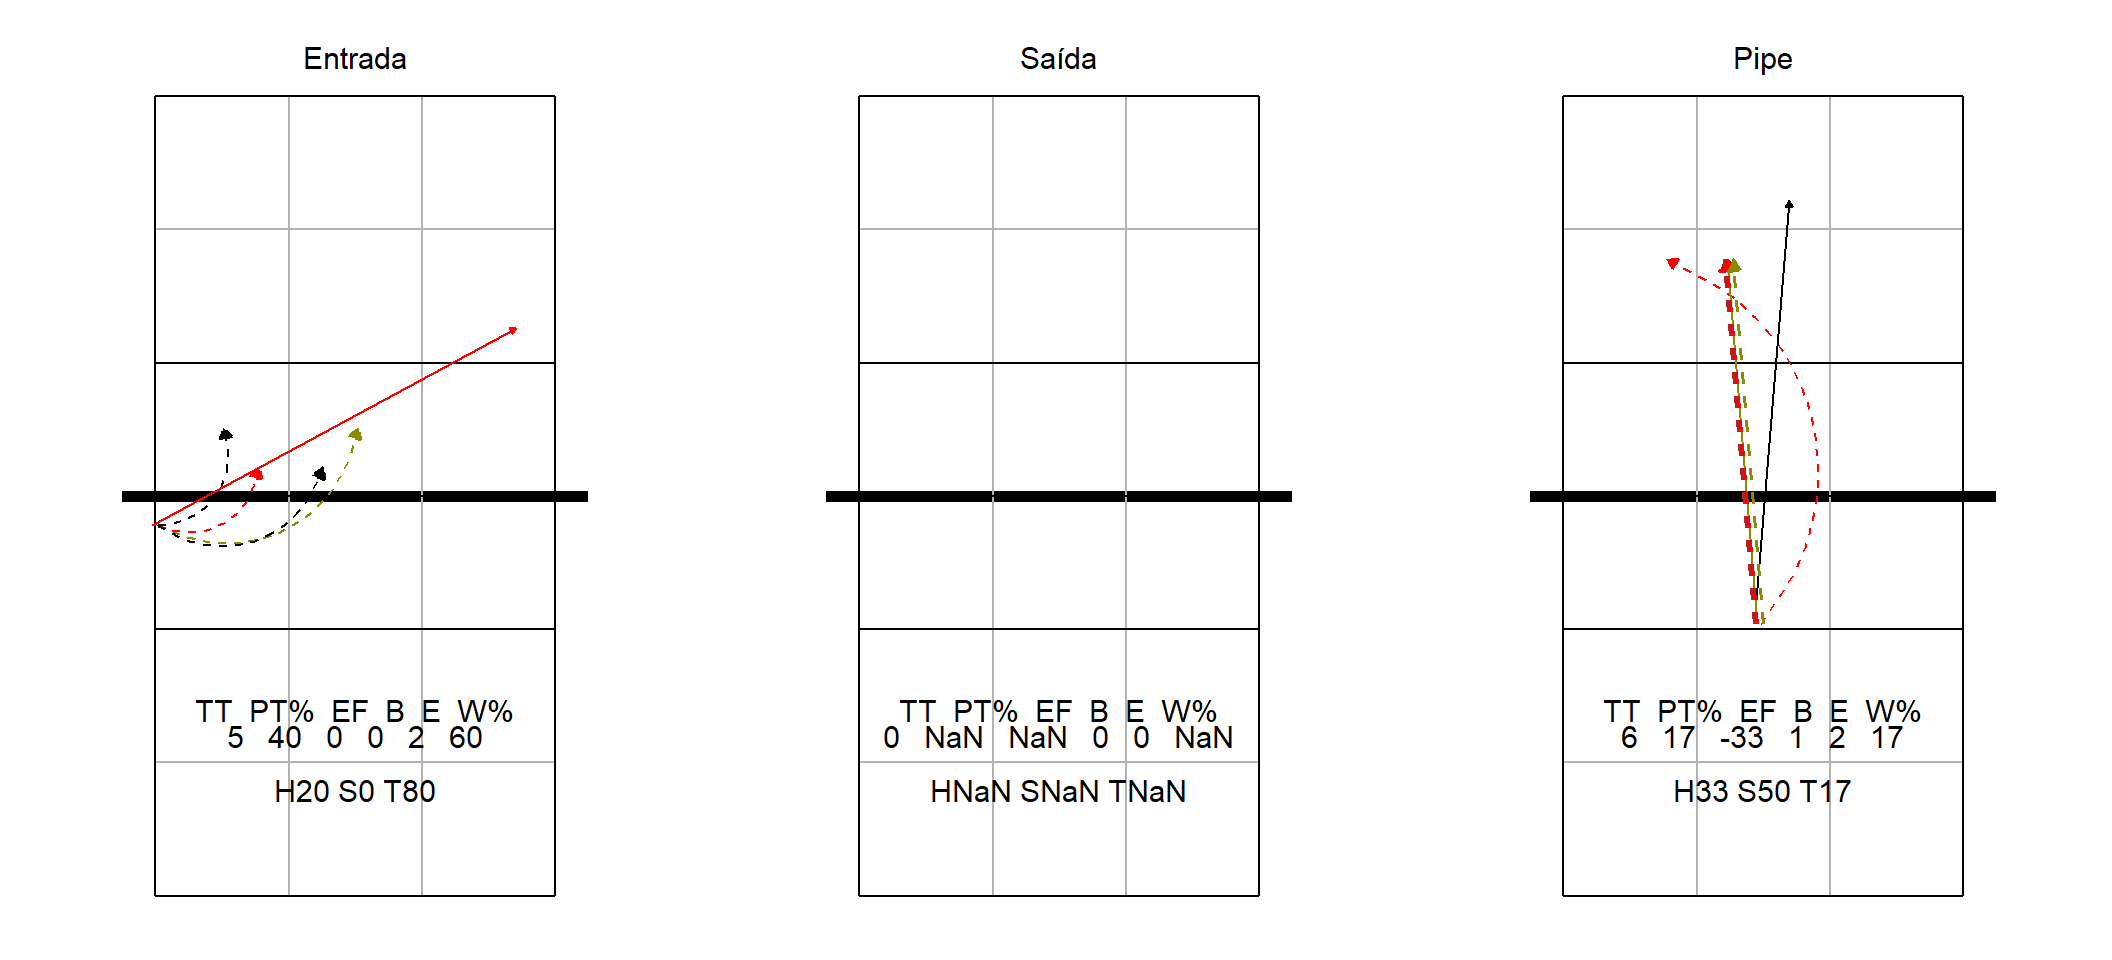 Entrada
TT PT% EF B E W%
5 40 0 0 2 60
H20 S0 T80
Saída
TT PT% EF B E W%
0 NaN NaN 0 0 NaN
HNaN SNaN TNaN
Pipe
TT PT% EF B E W%
6 17 -33 1 2 17
H33 S50 T17